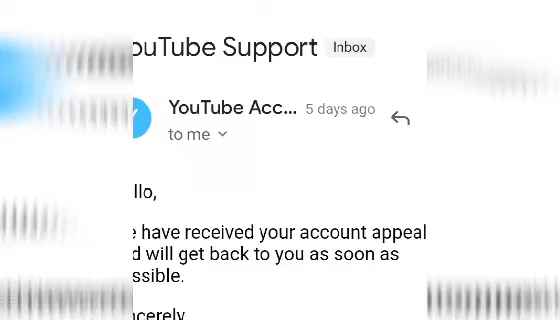 ouTube Support Inbox
YouTube Acc... 5 days ago
to me
llo,
e have received your account appeal
d will get back to you as soon as
ssible.
ncerely